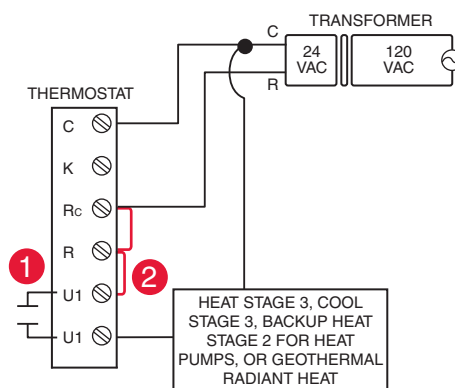 TRANSFORMER
C
24
VAC
120
VAC
R
THERMOSTAT
C
K
Rc
R
1
2
U1
U1
HEAT STAGE 3, COOL
STAGE 3, BACKUP HEAT
STAGE 2 FOR HEAT
PUMPS, OR GEOTHERMAL
RADIANT HEAT